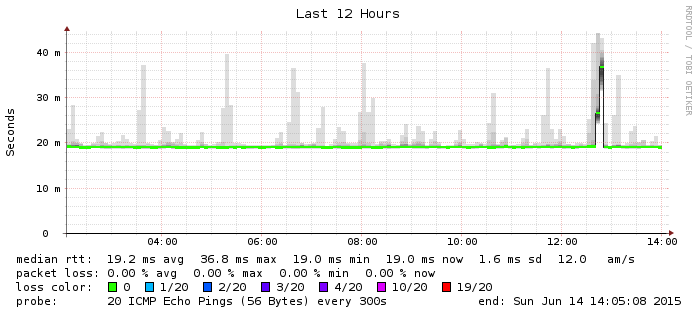 Last 12 Hours
RRDTOOL / TOBI OETIKER
Seconds
40 m
30 m
20 m
10 m
0
04:00 06:00 08:00 10:00 12:00 14:00
median rtt: 19.2 ms avg 36.8 ms max 19.0 ms min 19.0 ms now 1.6 ms sd 12.0 am/s
packet loss: 0.00 % avg 0.00 % max 0.00 % min 0.00 % now
loss color: 0 1/20 2/20 3/20 4/20 10/20 19/20
probe: 20 ICMP Echo Pings (56 Bytes) every 300s end: Sun Jun 14 14:05:08 2015